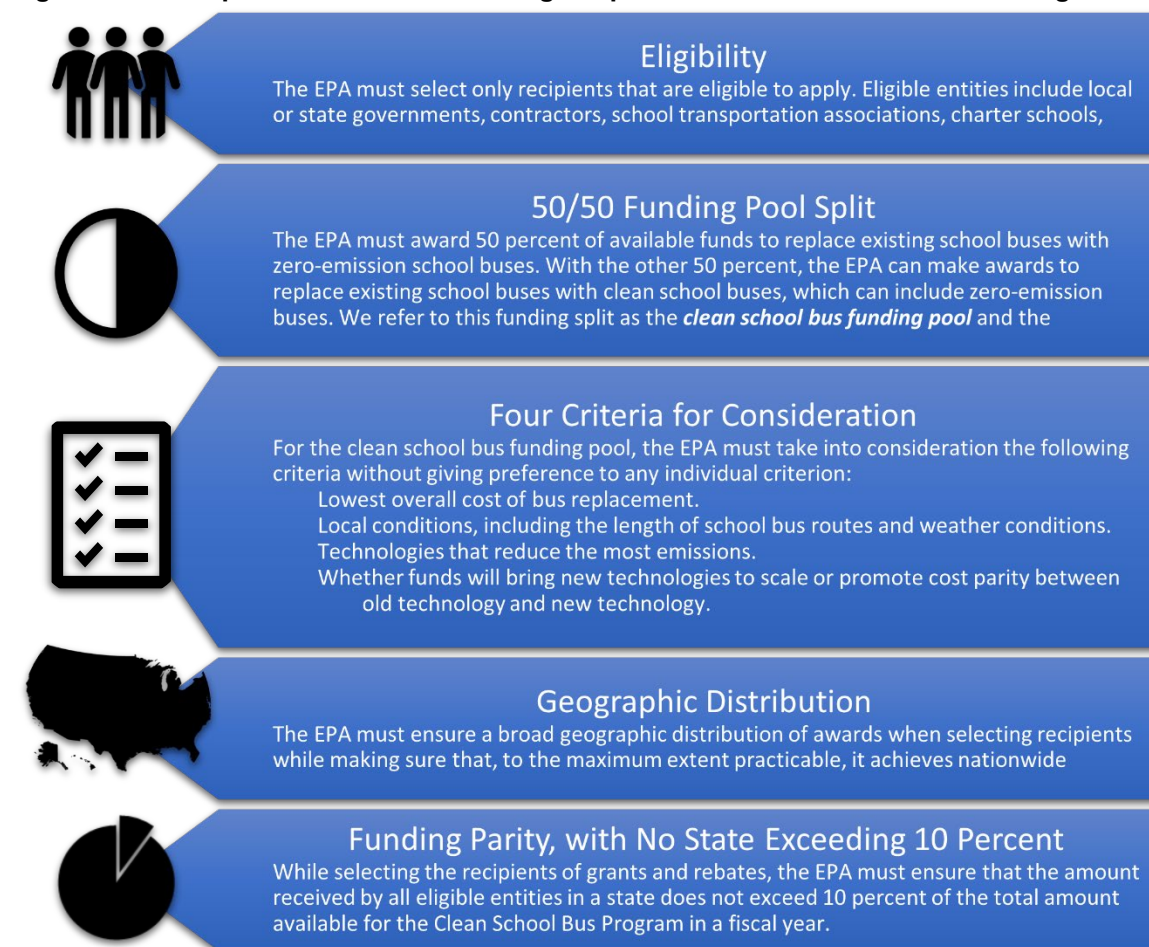 Eligibility
The EPA must select only recipients that are eligible to apply. Eligible entities include local
or state governments, contractors, school transportation associations, charter schools,
50/50 Funding Pool Split
The EPA must award 50 percent of available funds to replace existing school buses with
zero-emission school buses. With the other 50 percent, the EPA can make awards to
replace existing school buses with clean school buses, which can include zero-emission
buses. We refer to this funding split as the clean school bus funding pool and the
Four Criteria for Consideration
For the clean school bus funding pool, the EPA must take into consideration the following
criteria without giving preference to any individual criterion:
Lowest overall cost of bus replacement.
Local conditions, including the length of school bus routes and weather conditions.
Technologies that reduce the most emissions.
Whether funds will bring new technologies to scale or promote cost parity between
old technology and new technology.
Geographic Distribution
The EPA must ensure a broad geographic distribution of awards when selecting recipients
while making sure that, to the maximum extent practicable, it achieves nationwide
Funding Parity, with No State Exceeding 10 Percent
While selecting the recipients of grants and rebates, the EPA must ensure that the amount
received by all eligible entities in a state does not exceed 10 percent of the total amount
available for the Clean School Bus Program in a fiscal year.